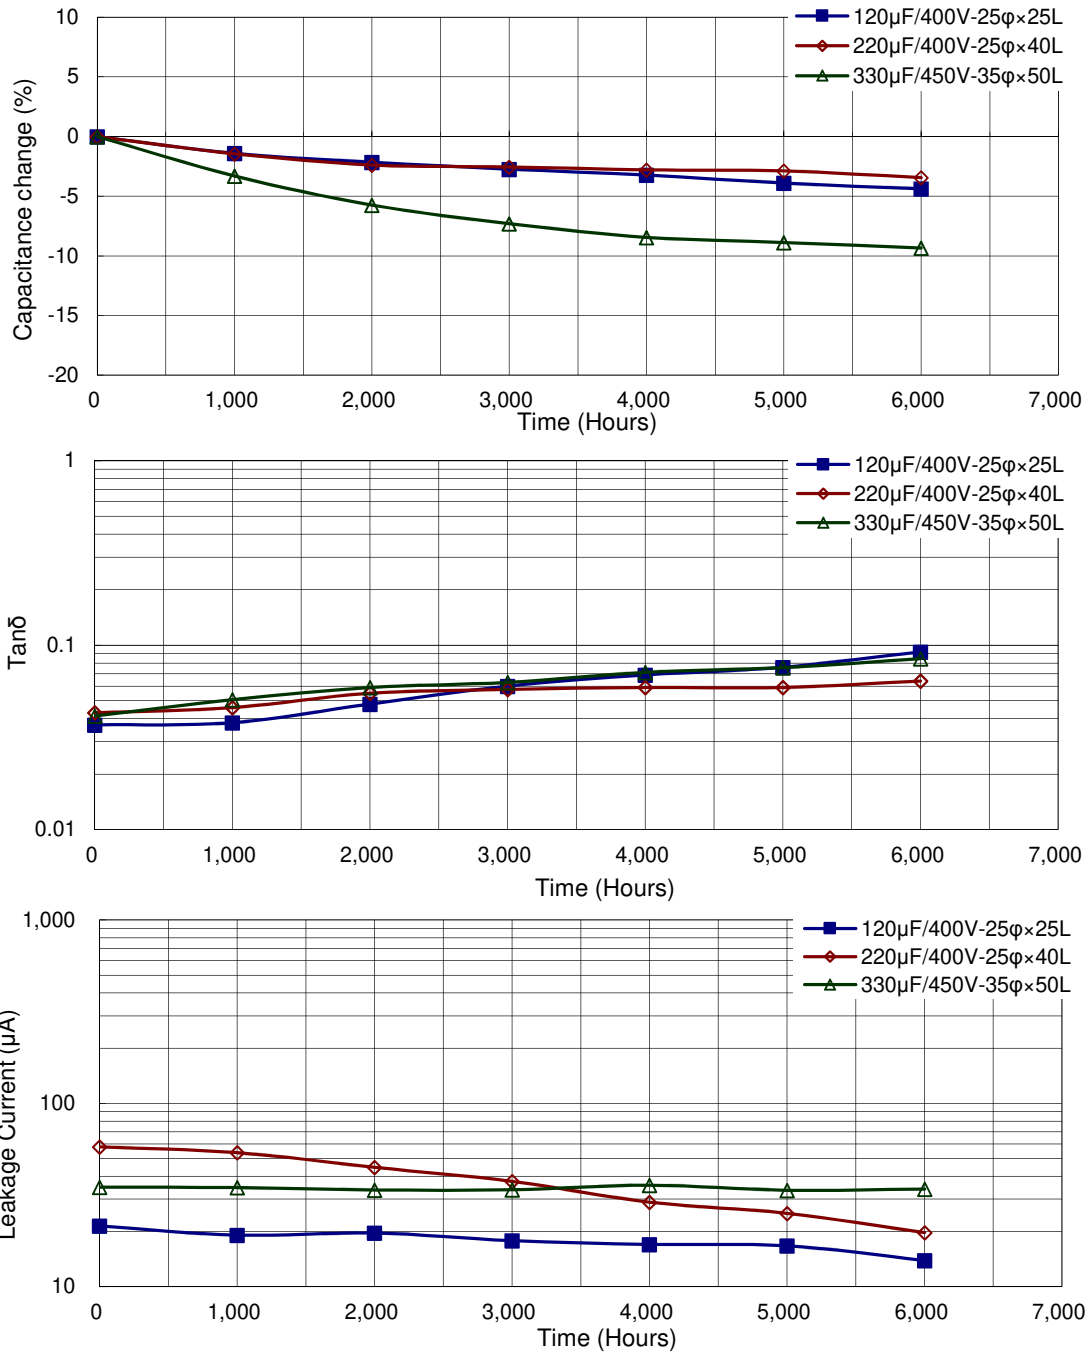 120µF/400V-25φ×25L
220µF/400V-25φ×40L
330µF/450V-35φ×50L
Capacitance change (%)
10
5
0
-5
-10
-15
-20
0 1,000 2,000 3,000 4,000 5,000 6,000 7,000
Time (Hours)
120µF/400V-25φ×25L
220µF/400V-25φ×40L
330µF/450V-35φ×50L
Tanδ
1
0.1
0.01
0 1,000 2,000 3,000 4,000 5,000 6,000 7,000
Time (Hours)
120µF/400V-25φ×25L
220µF/400V-25φ×40L
330µF/450V-35φ×50L
Leakage Current (µA)
1,000
100
10
0 1,000 2,000 3,000 4,000 5,000 6,000 7,000
Time (Hours)